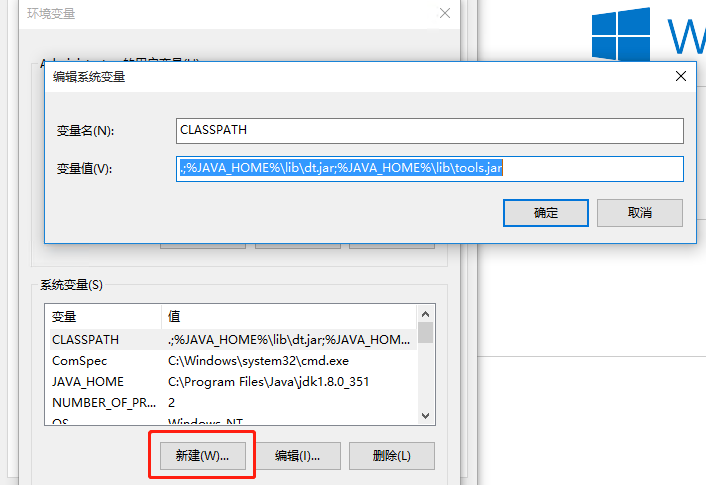 环境变量
W
编辑系统变量
变量名(N):
CLASSPATH
变量值(V):
.;%JAVA_HOME%\lib\dt.jar;%JAVA_HOME%\lib\tools.jar
确定
取消
系统变量(S)
变量 值
CLASSPATH .;%JAVA_HOME%\lib\dt.jar;%JAVA_HOM...
ComSpec C:\Windows\system32\cmd.exe
JAVA_HOME C:\Program Files\Java\jdk1.8.0_351
NUMBER_OF_PR... 2
OS Windows_NT
新建(W)...
编辑(I)...
删除(L)